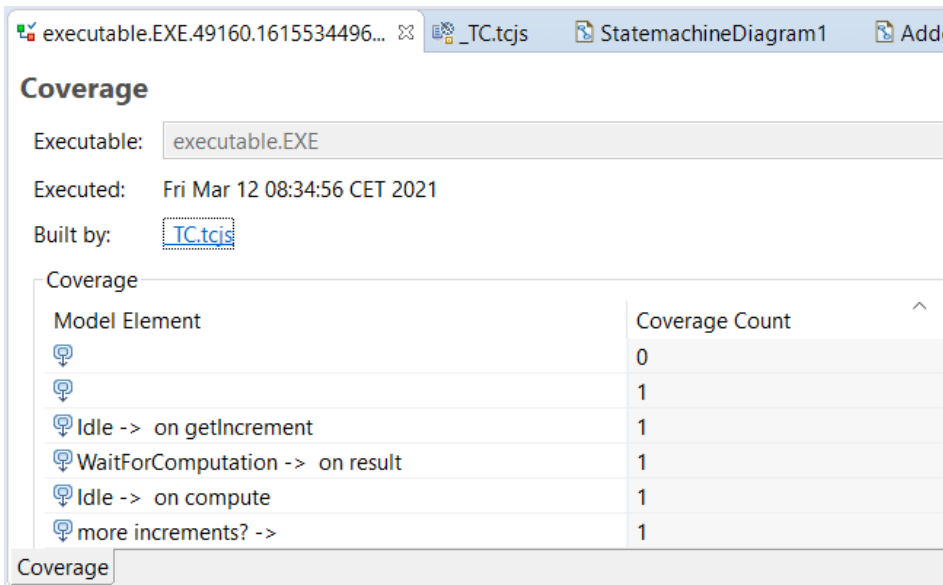 executable.EXE.49160.1615534496... _TC.tcjs StatemachineDiagram1 Add
Coverage
Executable: executable.EXE
Executed: Fri Mar 12 08:34:56 CET 2021
Built by: _TC.tcjs
Coverage
Model Element Coverage Count
0
1
Idle -> on getIncrement 1
WaitForComputation -> on result 1
Idle -> on compute 1
more increments? -> 1
Coverage